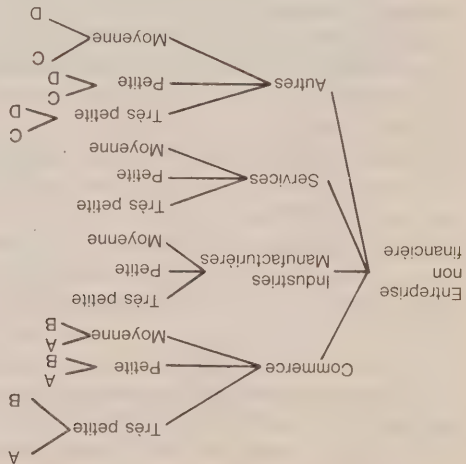 A
Très petite
B
A
Commerce Petite
B
A
Moyenne
B
Très petite
Entreprise
non
financière
Industries
Manufacturières
Petite
Moyenne
Très petite
Services Petite
Moyenne
C
Très petite
D
C
Autres Petite
D
C
Moyenne
D